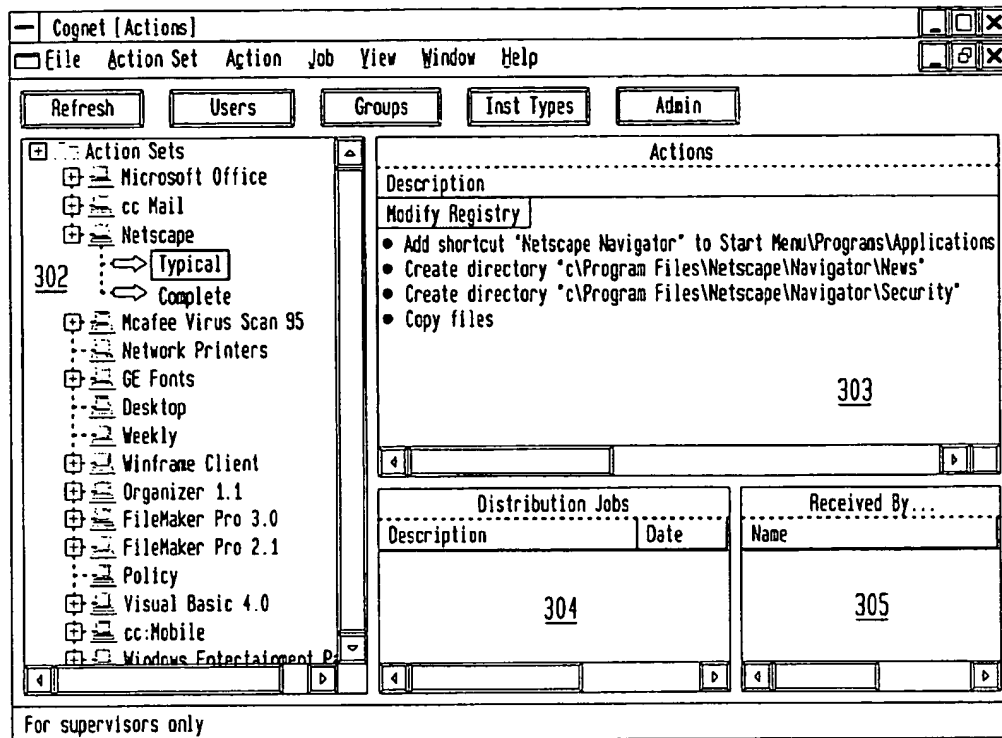 Cognet [Actions]
File Action Set Action Job View Window Help
Refresh Users Groups Inst Types Admin
Action Sets
Microsoft Office
cc Mail
Netscape
Typical
302
Complete
Mcafee Virus Scan 95
Network Printers
GE Fonts
Desktop
Weekly
Winframe Client
Organizer 1.1
FileMaker Pro 3.0
FileMaker Pro 2.1
Policy
Visual Basic 4.0
cc:Mobile
Windows Entertainment Pa
Actions
Description
Modify Registry
• Add shortcut "Netscape Navigator" to Start Menu\Programs\Applications
• Create directory "c\Program Files\Netscape\Navigator\News"
• Create directory "c\Program Files\Netscape\Navigator\Security"
• Copy files
303
Distribution Jobs
Description Date
304
Received By...
Name
305
For supervisors only